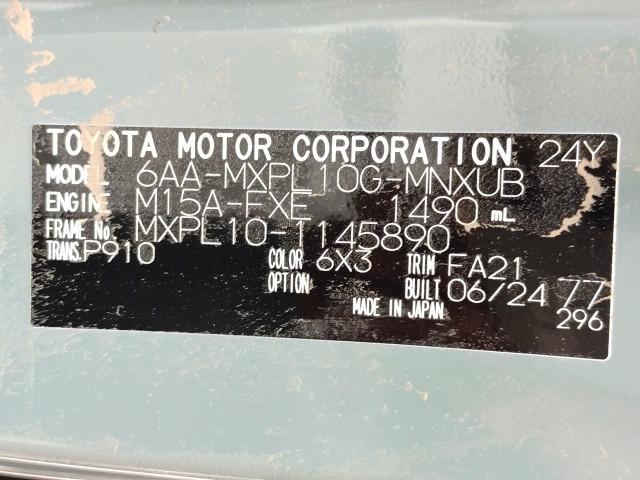 TOYOTA MOTOR CORPORATION 24Y
MODEL 6AA-MXPL10G-MNXUB
ENGINE M15A-FXE 1490 mL
FRAME No. MXPL10-1145890
TRANS. P910 COLOR 6X3 TRIM FA21
OPTION BUILT 06/24 77
MADE IN JAPAN 296